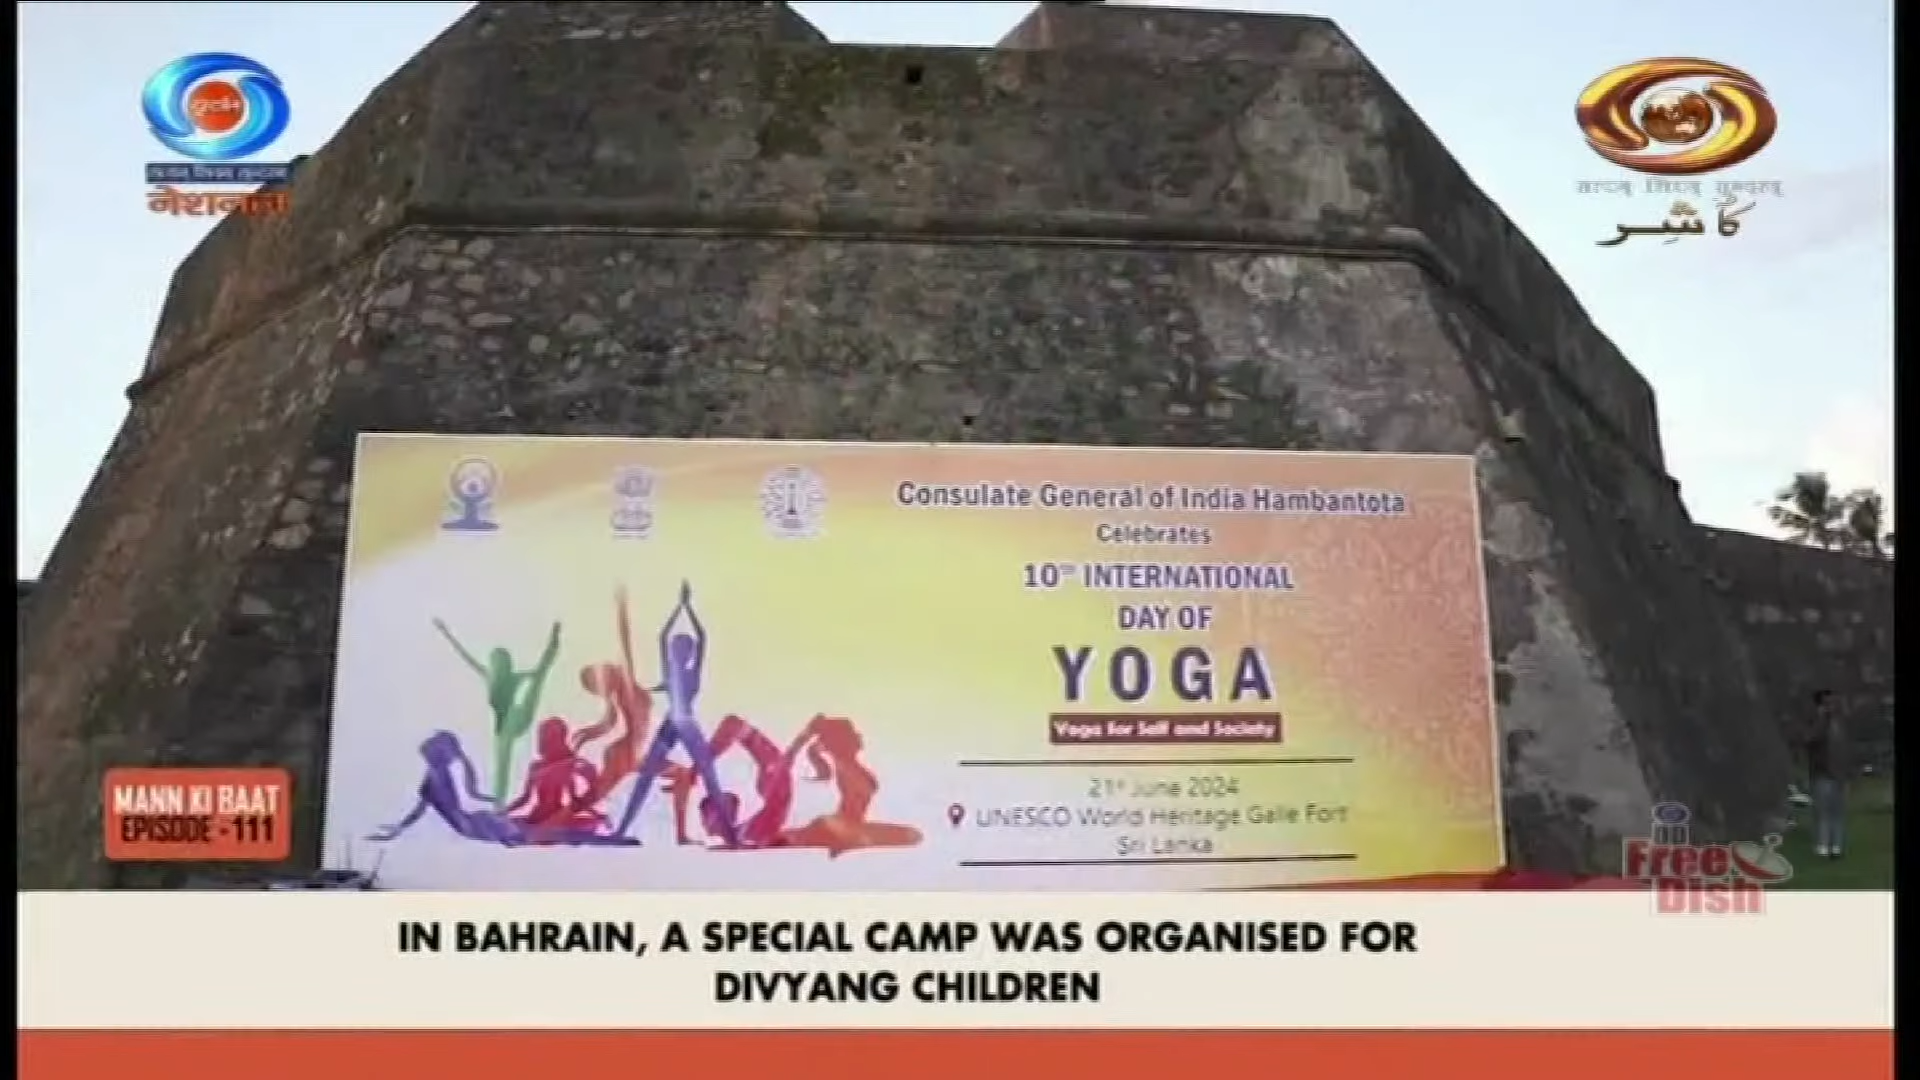 नेशनल
کٲشِر
Consulate General of India Hambantota
Celebrates
10TH INTERNATIONAL
DAY OF
YOGA
Yoga for Self and Society
21st June 2024
UNESCO World Heritage Galle Fort
Sri Lanka
MANN KI BAAT
EPISODE - 111
Free
Dish
IN BAHRAIN, A SPECIAL CAMP WAS ORGANISED FOR
DIVYANG CHILDREN